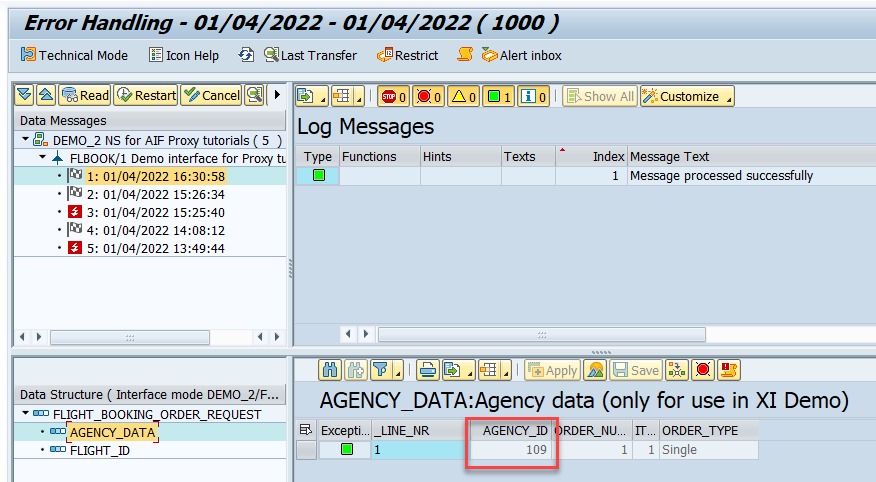 Error Handling - 01/04/2022 - 01/04/2022 ( 1000 )
Technical Mode Icon Help Last Transfer Restrict Alert inbox
Read Restart Cancel
Data Messages
DEMO_2 NS for AIF Proxy tutorials ( 5 )
FLBOOK/1 Demo interface for Proxy tu
1: 01/04/2022 16:30:58
2: 01/04/2022 15:26:34
3: 01/04/2022 15:25:40
4: 01/04/2022 14:08:12
5: 01/04/2022 13:49:44
STOP 0 0 0 1 0 Show All Customize
Log Messages
Type Functions Hints Texts Index Message Text
1 Message processed successfully
Data Structure ( Interface mode DEMO_2/F...
FLIGHT_BOOKING_ORDER_REQUEST
AGENCY_DATA
FLIGHT_ID
Apply Save
AGENCY_DATA:Agency data (only for use in XI Demo)
Excepti... _LINE_NR AGENCY_ID ORDER_NU... IT... ORDER_TYPE
1 109 1 1 Single